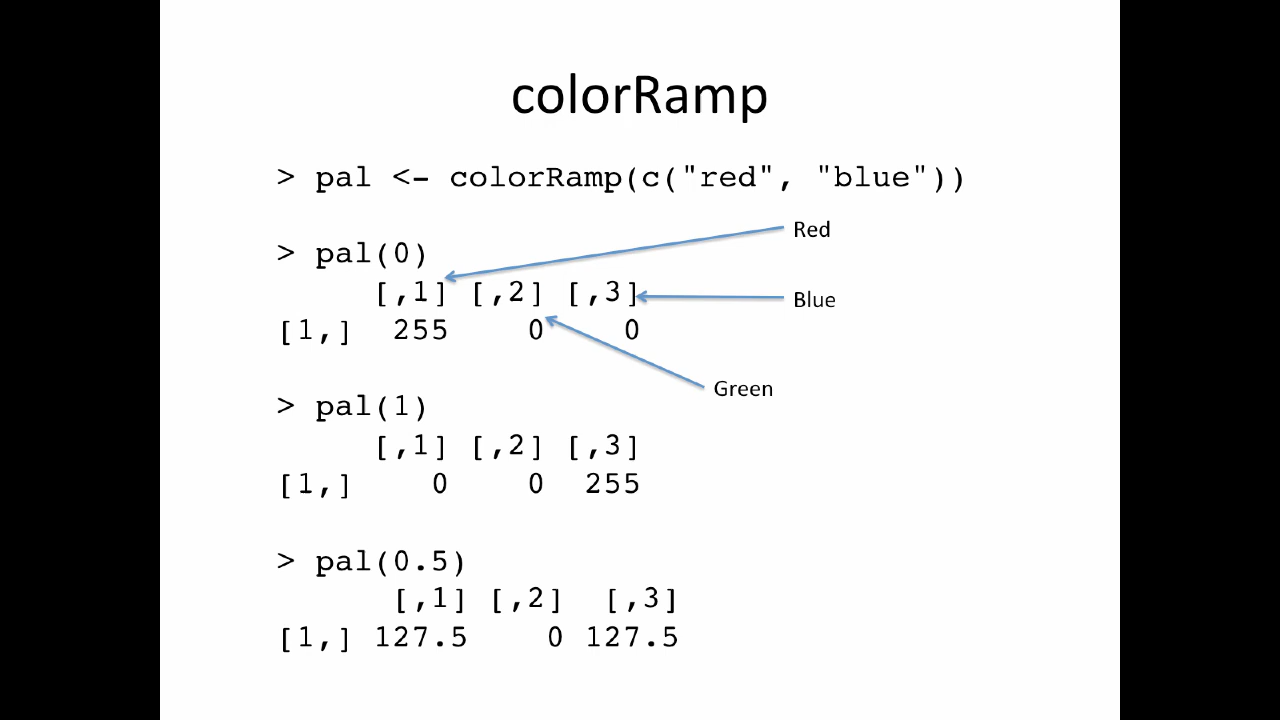 colorRamp
> pal <- colorRamp(c("red", "blue"))
Red
> pal(0)
[,1] [,2] [,3]
Blue
[1,] 255 0 0
Green
> pal(1)
[,1] [,2] [,3]
[1,] 0 0 255
> pal(0.5)
[,1] [,2] [,3]
[1,] 127.5 0 127.5